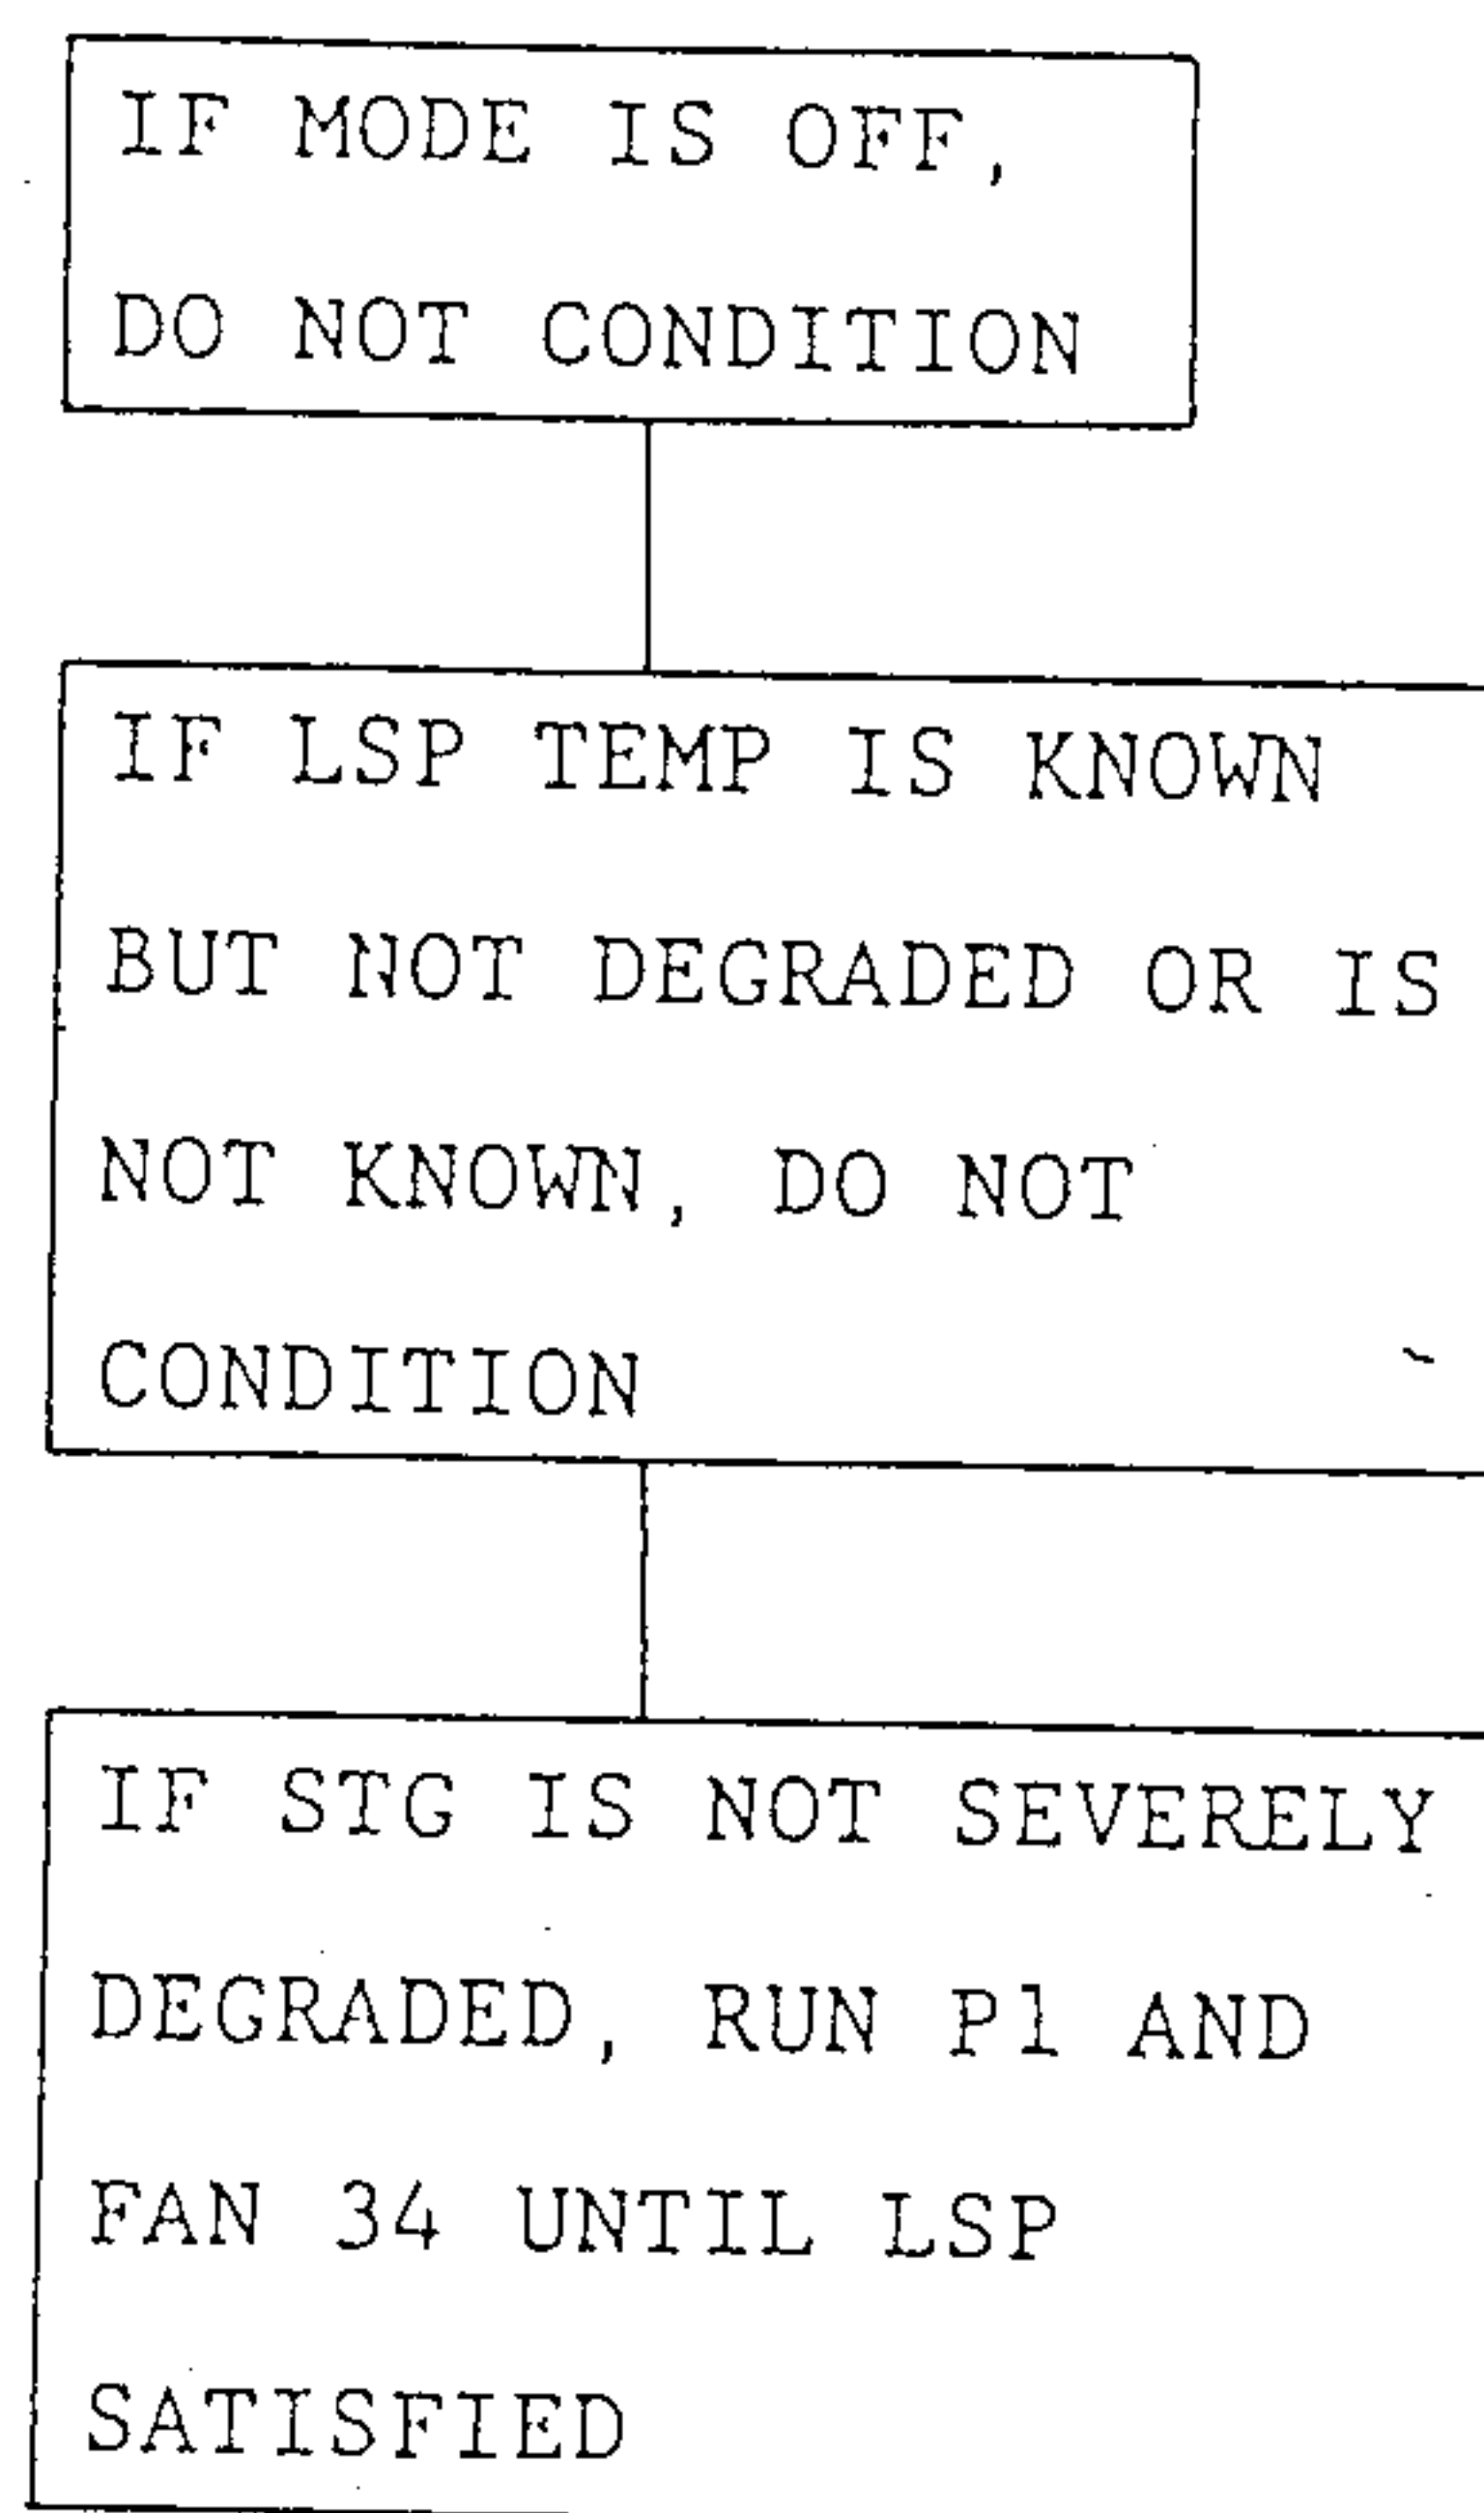 IF MODE IS OFF,
DO NOT CONDITION
IF LSP TEMP IS KNOWN
BUT NOT DEGRADED OR IS
NOT KNOWN, DO NOT
CONDITION
IF STG IS NOT SEVERELY
DEGRADED, RUN P1 AND
FAN 34 UNTIL LSP
SATISFIED